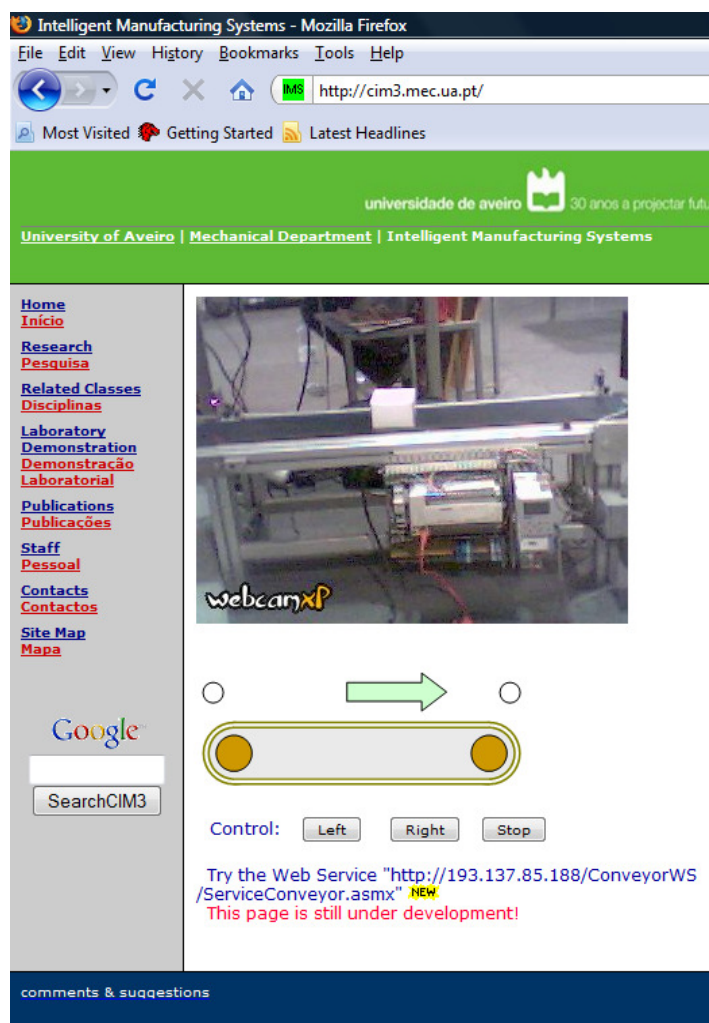 Intelligent Manufacturing Systems - Mozilla Firefox
File Edit View History Bookmarks Tools Help
IMS http://cim3.mec.ua.pt/
Most Visited Getting Started Latest Headlines
universidade de aveiro 30 anos a projectar futu
University of Aveiro | Mechanical Department | Intelligent Manufacturing Systems
Home
Início
Research
Pesquisa
Related Classes
Disciplinas
Laboratory
Demonstration
Demonstração
Laboratorial
Publications
Publicações
Staff
Pessoal
Contacts
Contactos
Site Map
Mapa
Google
SearchCIM3
webcamXP
Control: Left Right Stop
Try the Web Service "http://193.137.85.188/ConveyorWS
/ServiceConveyor.asmx" NEW
This page is still under development!
comments & suggestions